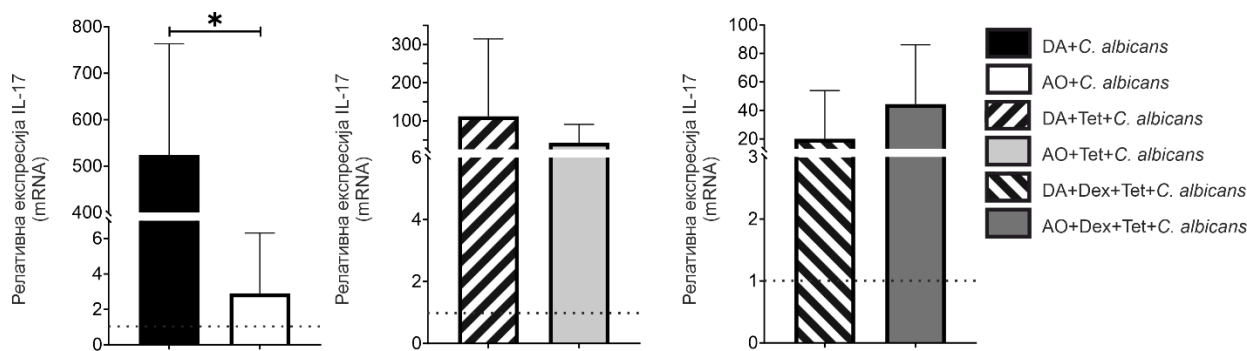 Релативна експресија IL-17
(mRNA)
800
700
600
500
400
6
4
2
0
*
Релативна експресија IL-17
(mRNA)
300
200
100
6
4
2
0
Релативна експресија IL-17
(mRNA)
100
80
60
40
20
3
2
1
0
DA+C. albicans
AO+C. albicans
DA+Tet+C. albicans
AO+Tet+C. albicans
DA+Dex+Tet+C. albicans
AO+Dex+Tet+C. albicans